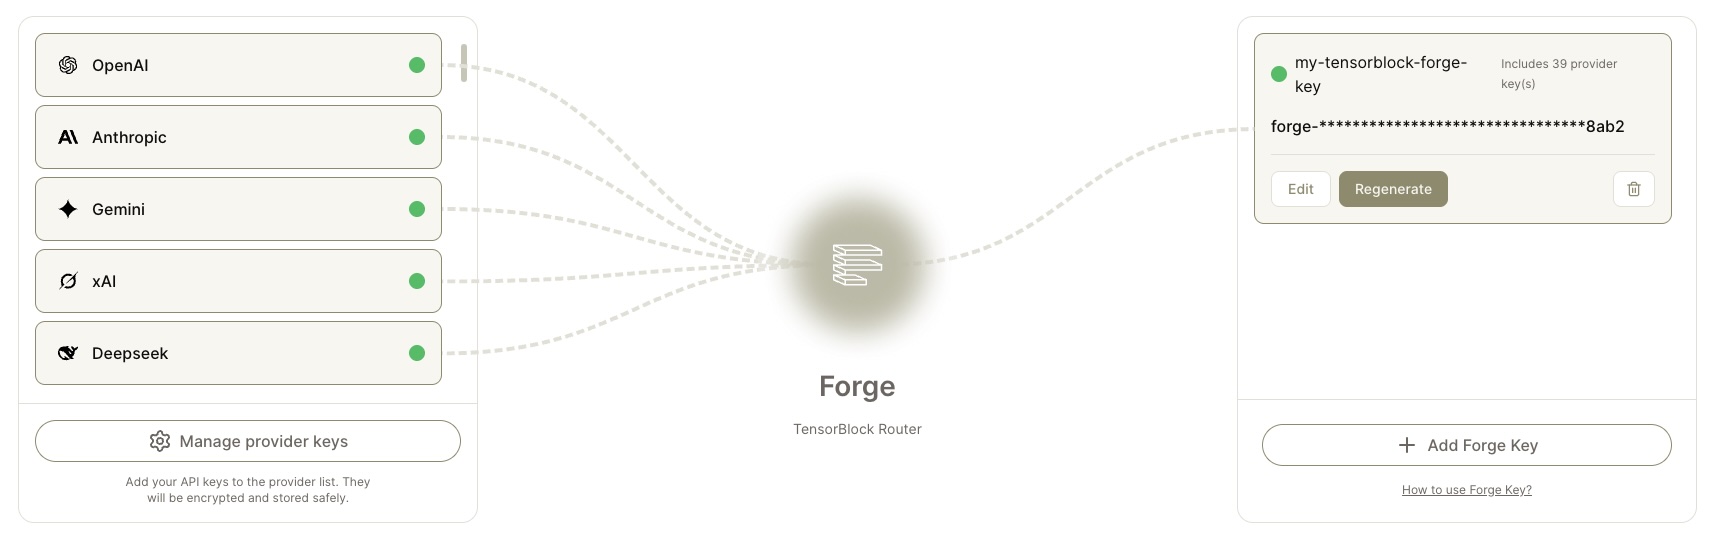 OpenAI
Anthropic
Gemini
xAI
Deepseek
Manage provider keys
Add your API keys to the provider list. They
will be encrypted and stored safely.
Forge
TensorBlock Router
my-tensorblock-forge-
key
Includes 39 provider
key(s)
forge-********************************8ab2
Edit
Regenerate
Add Forge Key
How to use Forge Key?